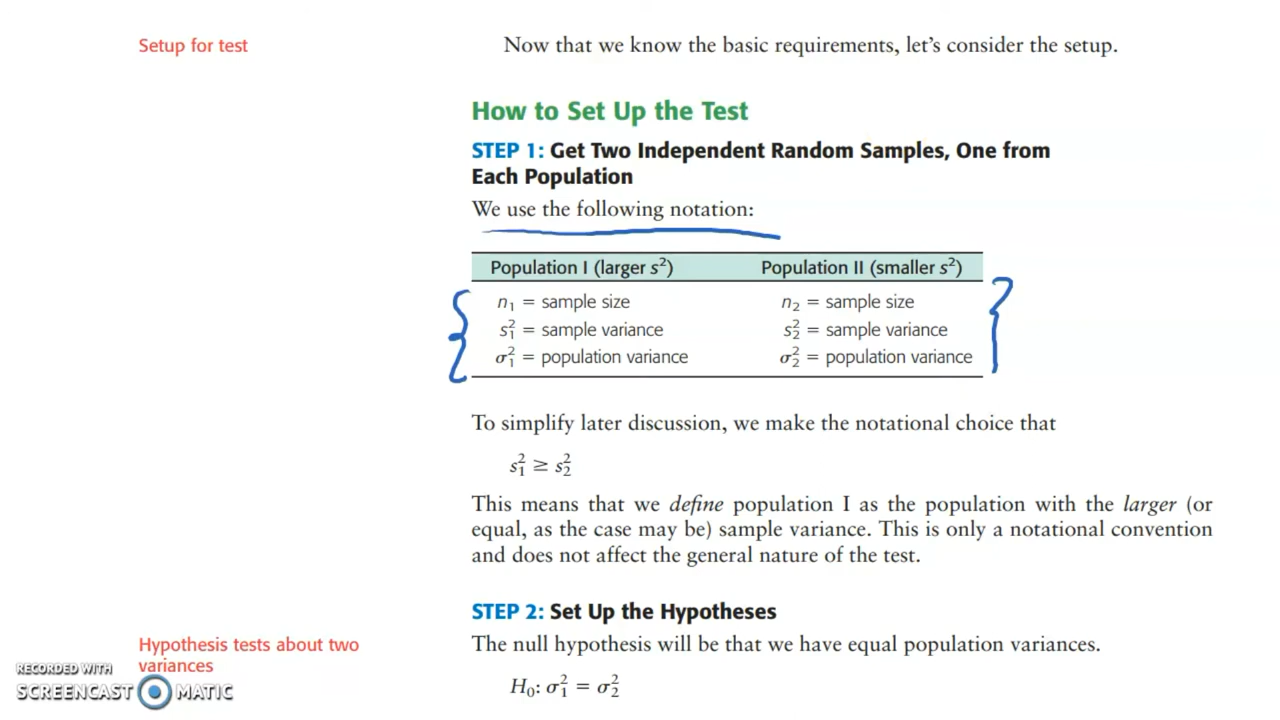 Setup for test
Now that we know the basic requirements, let's consider the setup.
How to Set Up the Test
STEP 1: Get Two Independent Random Samples, One from
Each Population
We use the following notation:
Population I (larger s²) Population II (smaller s²)
n₁ = sample size n₂ = sample size
s₁² = sample variance s₂² = sample variance
σ₁² = population variance σ₂² = population variance
To simplify later discussion, we make the notational choice that
s₁² ≥ s₂²
This means that we define population I as the population with the larger (or
equal, as the case may be) sample variance. This is only a notational convention
and does not affect the general nature of the test.
STEP 2: Set Up the Hypotheses
Hypothesis tests about two
variances
The null hypothesis will be that we have equal population variances.
H₀: σ₁² = σ₂²
RECORDED WITH
SCREENCAST MATIC